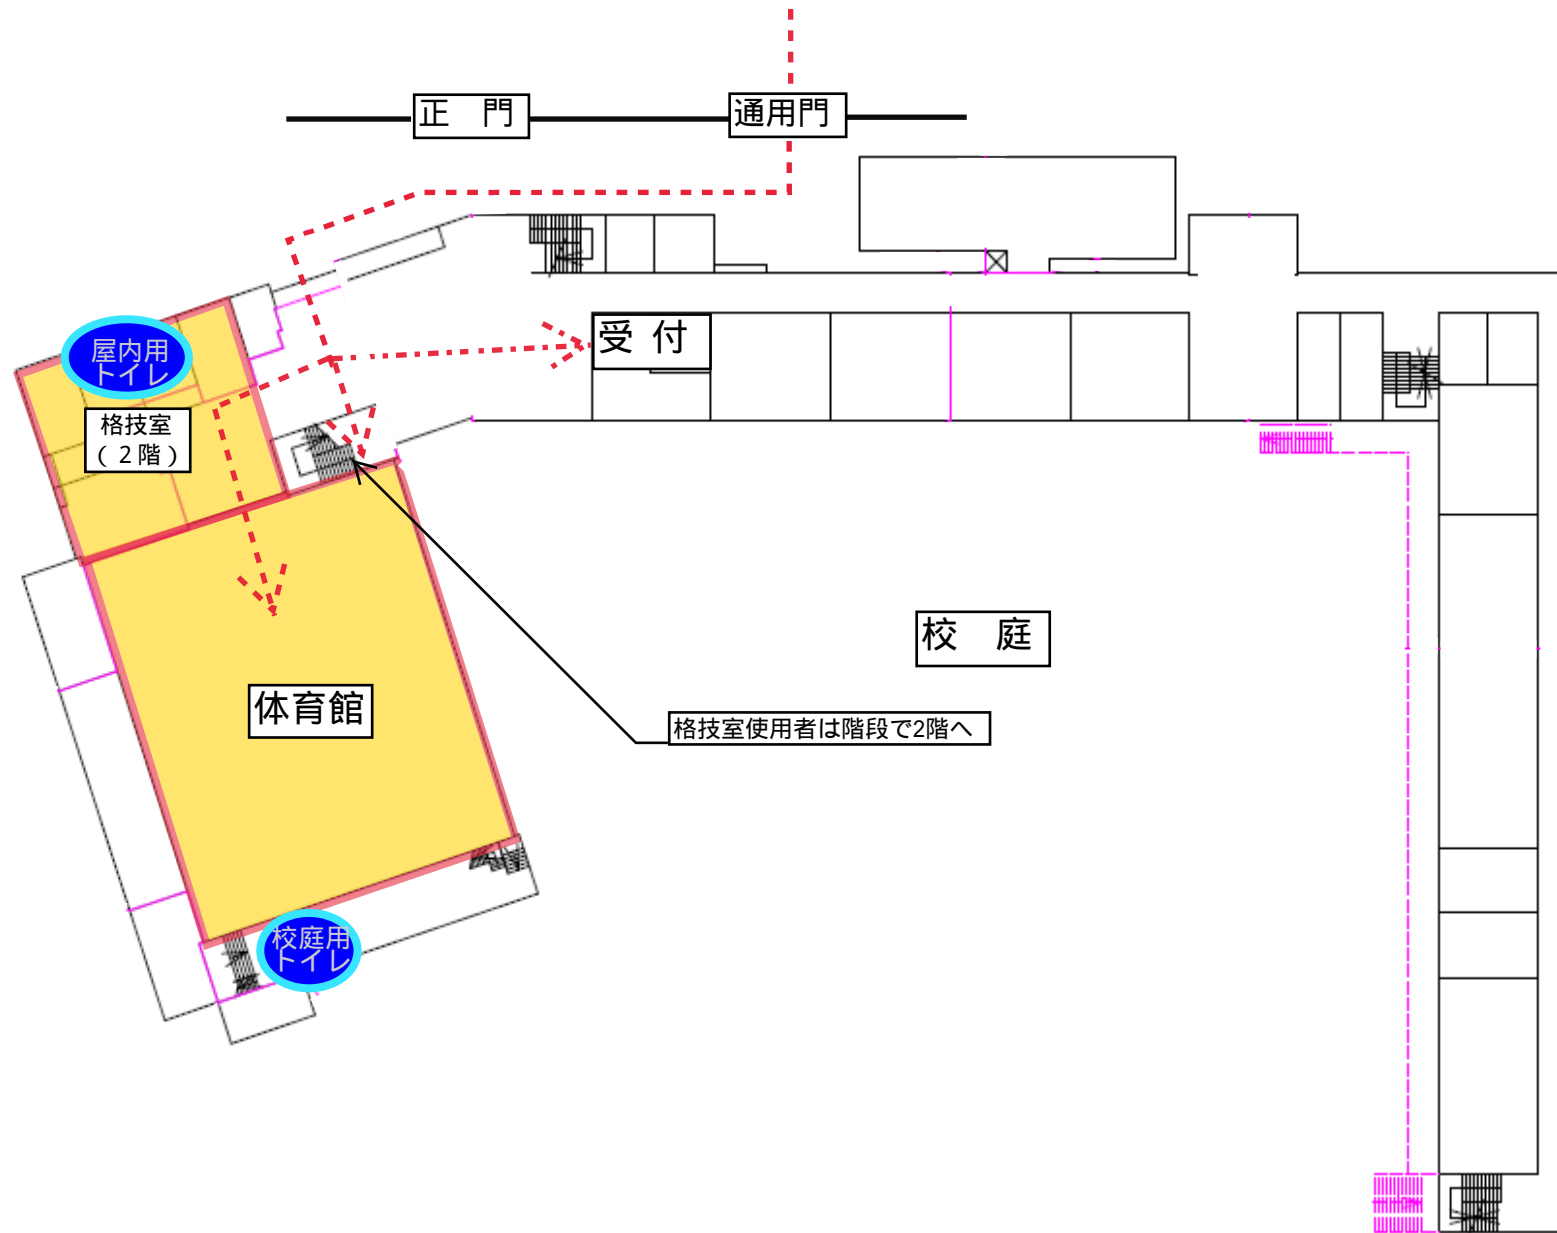 正　門
通用門
受 付
屋内用
トイレ
格技室
（２階）
校　庭
体育館
格技室使用者は階段で2階へ
校庭用
トイレ